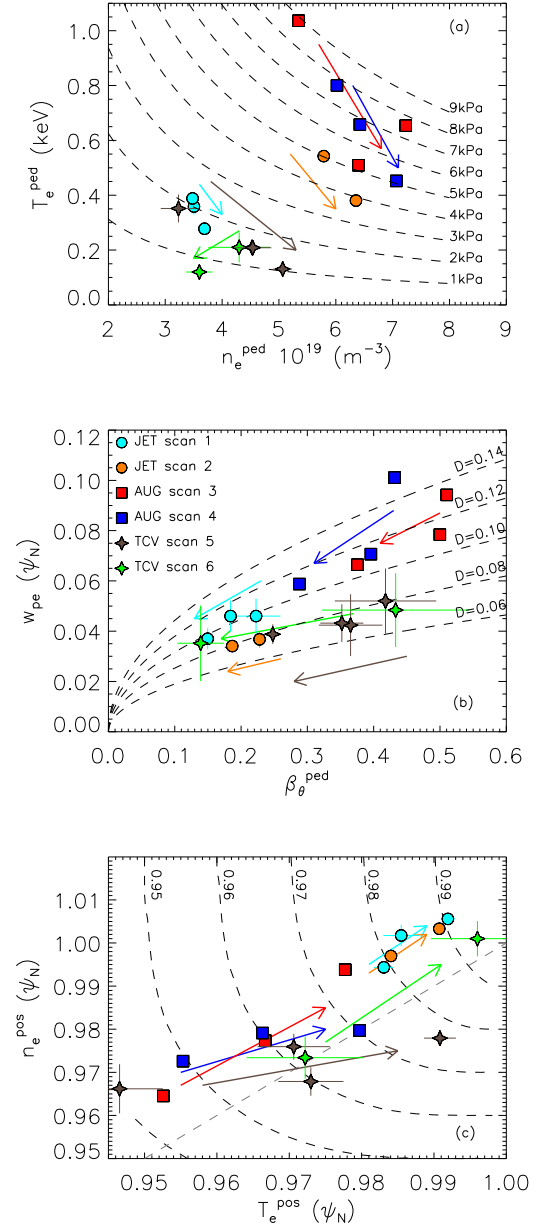 (a)
1.0
0.8
0.6
0.4
0.2
0.0
T_e^ped (keV)
9kPa
8kPa
7kPa
6kPa
5kPa
4kPa
3kPa
2kPa
1kPa
2 3 4 5 6 7 8 9
n_e^ped 10^19 (m^-3)
0.12
0.10
0.08
0.06
0.04
0.02
0.00
w_pe (ψ_N)
JET scan 1
JET scan 2
AUG scan 3
AUG scan 4
TCV scan 5
TCV scan 6
D=0.14
D=0.12
D=0.10
D=0.08
D=0.06
(b)
0.0 0.1 0.2 0.3 0.4 0.5 0.6
β_θ^ped
0.95 0.96 0.97 0.98 0.99
1.01
1.00
0.99
0.98
0.97
0.96
0.95
n_e^pos (ψ_N)
(c)
0.95 0.96 0.97 0.98 0.99 1.00
T_e^pos (ψ_N)